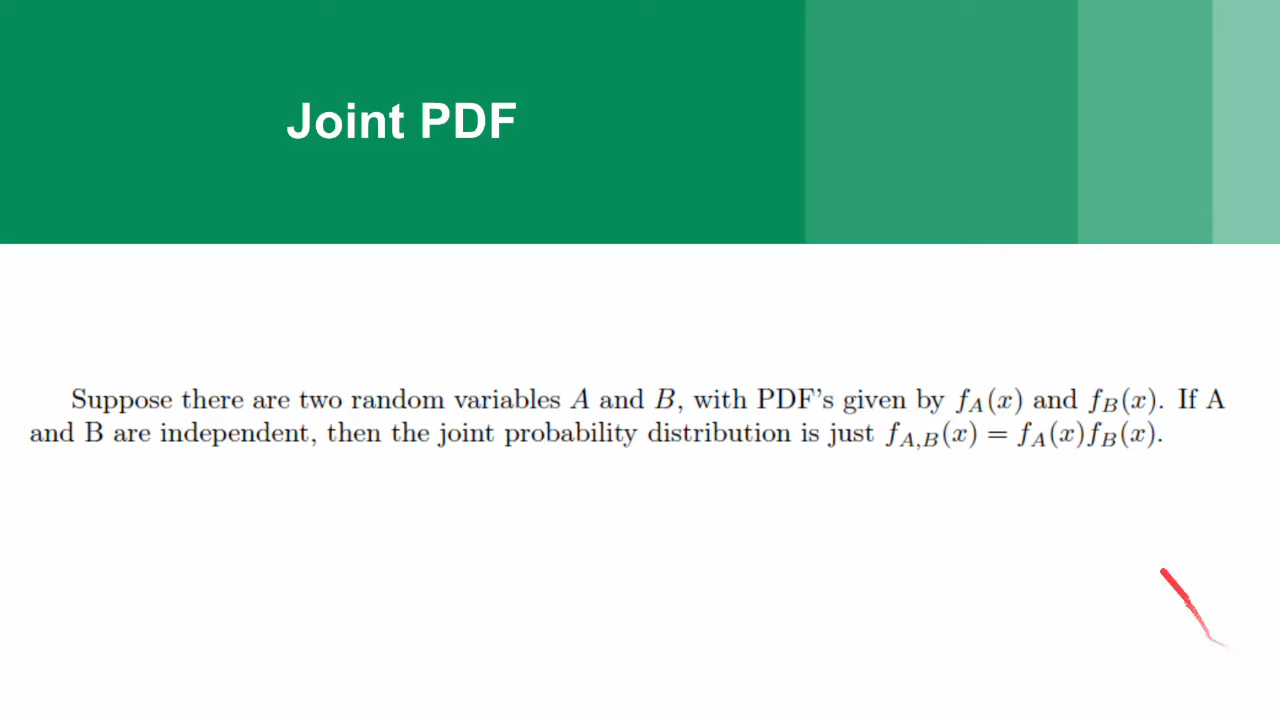 Joint PDF
Suppose there are two random variables A and B, with PDF's given by f_A(x) and f_B(x). If A
and B are independent, then the joint probability distribution is just f_{A,B}(x) = f_A(x)f_B(x).